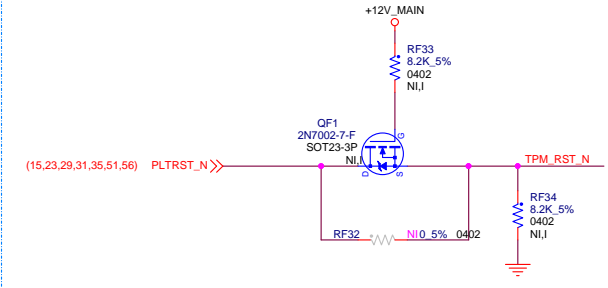 +12V_MAIN
RF33
8.2K_5%
0402
NI,I
QF1
2N7002-7-F
SOT23-3P
NI,I
G
D
S
(15,23,29,31,35,51,56) PLTRST_N
TPM_RST_N
RF34
8.2K_5%
0402
NI,I
RF32 NI 0_5% 0402